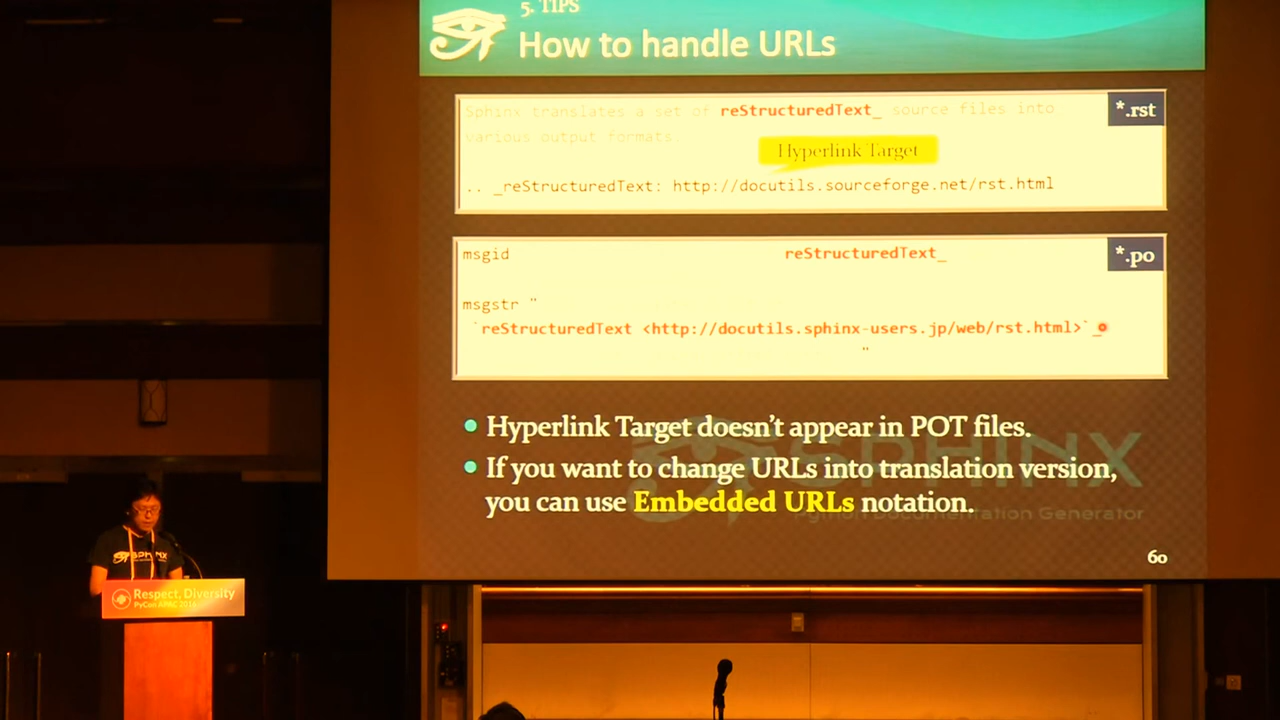 5. TIPS
How to handle URLs
Sphinx translates a set of reStructuredText_ source files into
various output formats.
*.rst
Hyperlink Target
.. _reStructuredText: http://docutils.sourceforge.net/rst.html
msgid reStructuredText_
*.po
msgstr "
`reStructuredText <http://docutils.sphinx-users.jp/web/rst.html>`_
"
Hyperlink Target doesn't appear in POT files.
If you want to change URLs into translation version,
you can use Embedded URLs notation.
SPHINX
Python Documentation Generator
60
SPHINX
Respect, Diversity
PyCon APAC 2016